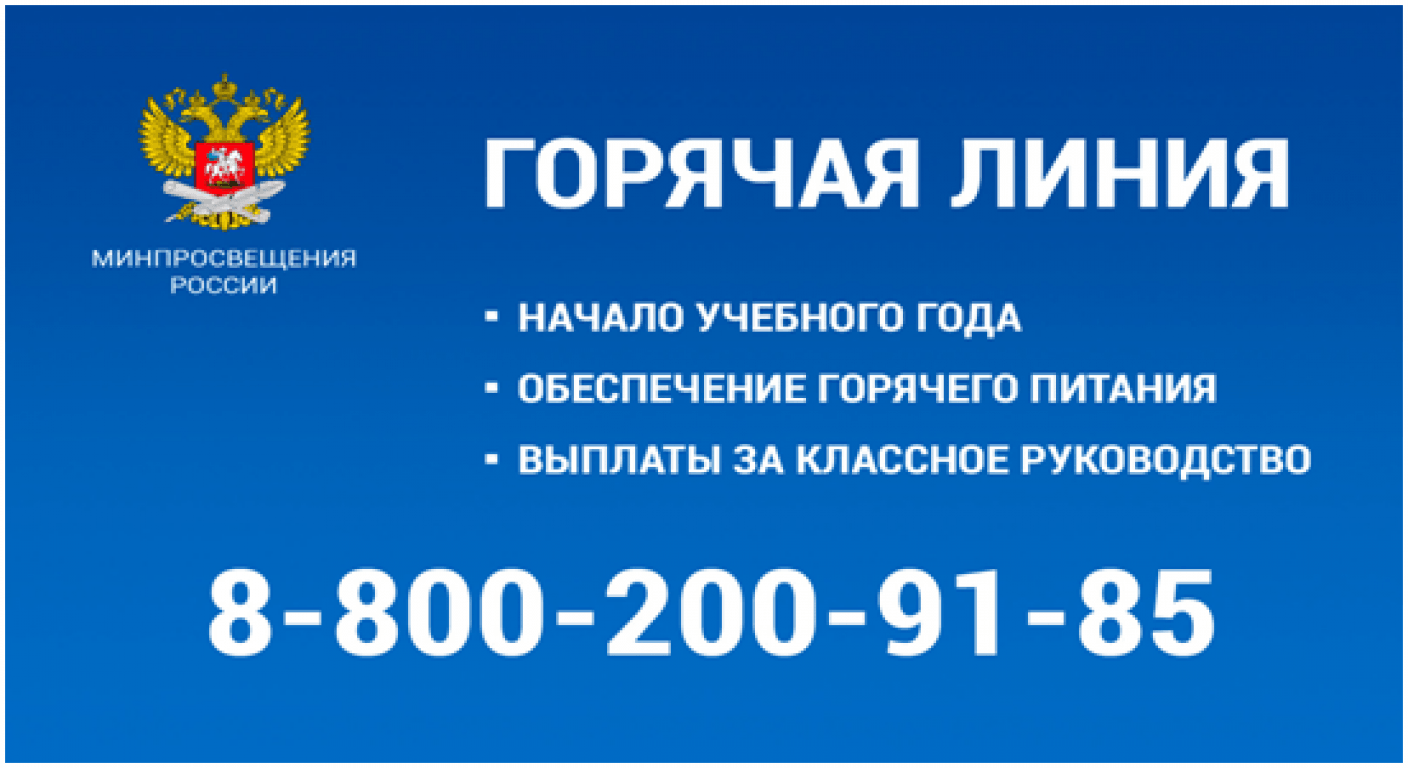 МИНПРОСВЕЩЕНИЯ
РОССИИ
ГОРЯЧАЯ ЛИНИЯ
- НАЧАЛО УЧЕБНОГО ГОДА
- ОБЕСПЕЧЕНИЕ ГОРЯЧЕГО ПИТАНИЯ
- ВЫПЛАТЫ ЗА КЛАССНОЕ РУКОВОДСТВО
8-800-200-91-85